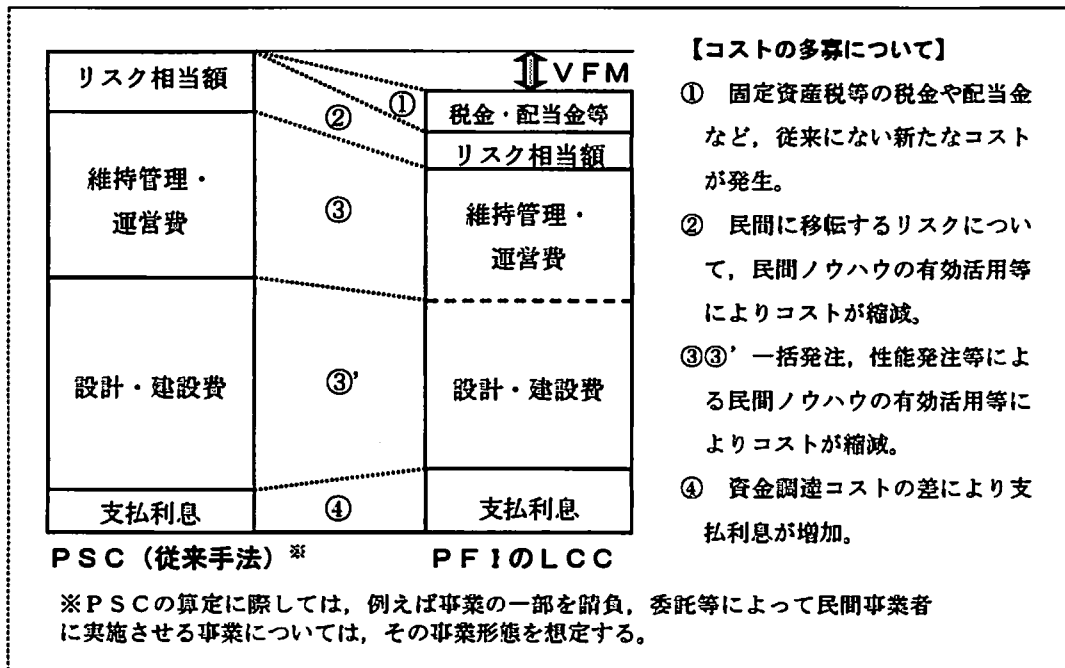 リスク相当額
維持管理・
運営費
設計・建設費
支払利息
①
②
③
③’
④
VFM
税金・配当金等
リスク相当額
維持管理・
運営費
設計・建設費
支払利息
PSC(従来手法)※
PFIのLCC
【コストの多寡について】
① 固定資産税等の税金や配当金
など,従来にない新たなコスト
が発生。
② 民間に移転するリスクについ
て,民間ノウハウの有効活用等
によりコストが縮減。
③③’ 一括発注,性能発注等によ
る民間ノウハウの有効活用等に
よりコストが縮減。
④ 資金調達コストの差により支
払利息が増加。
※PSCの算定に際しては,例えば事業の一部を請負,委託等によって民間事業者
に実施させる事業については,その事業形態を想定する。